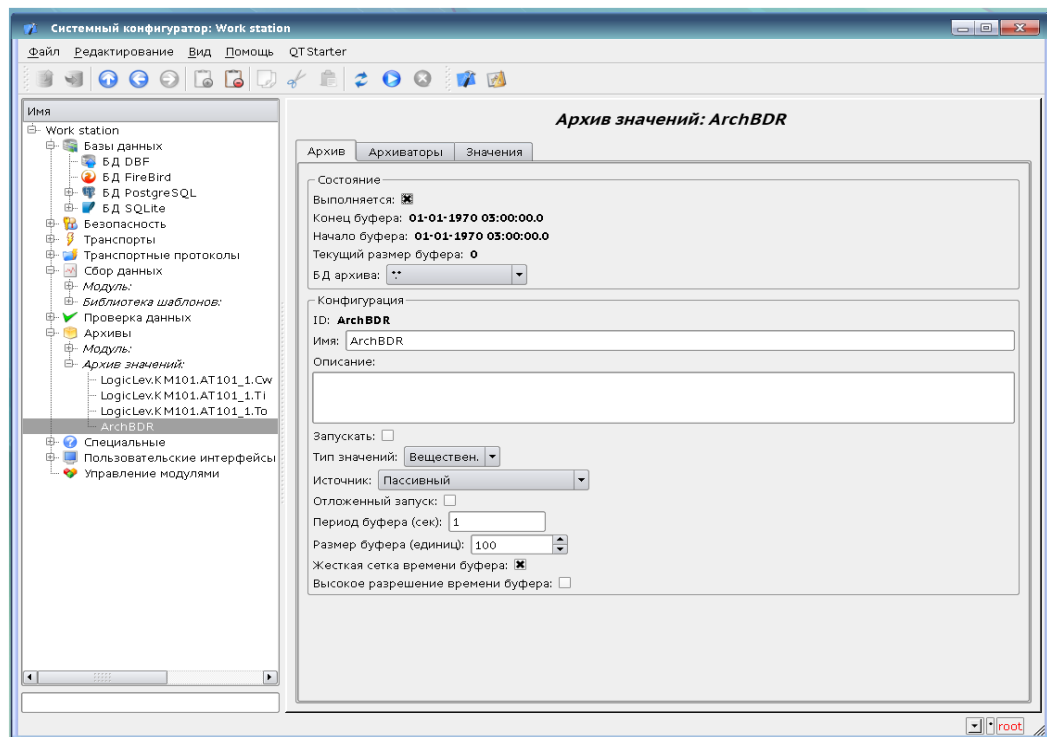 Системный конфигуратор: Work station
Файл Редактирование Вид Помощь QTStarter
Имя
Work station
Базы данных
БД DBF
БД FireBird
БД PostgreSQL
БД SQLite
Безопасность
Транспорты
Транспортные протоколы
Сбор данных
Модуль:
Библиотека шаблонов:
Проверка данных
Архивы
Модуль:
Архив значений:
LogicLev.KM101.AT101_1.Cw
LogicLev.KM101.AT101_1.Ti
LogicLev.KM101.AT101_1.To
ArchBDR
Специальные
Пользовательские интерфейсы
Управление модулями
Архив значений: ArchBDR
Архив Архиваторы Значения
Состояние
Выполняется:
Конец буфера: 01-01-1970 03:00:00.0
Начало буфера: 01-01-1970 03:00:00.0
Текущий размер буфера: 0
БД архива: *.*
Конфигурация
ID: ArchBDR
Имя: ArchBDR
Описание:
Запускать:
Тип значений: Веществен.
Источник: Пассивный
Отложенный запуск:
Период буфера (сек): 1
Размер буфера (единиц): 100
Жесткая сетка времени буфера:
Высокое разрешение времени буфера:
root